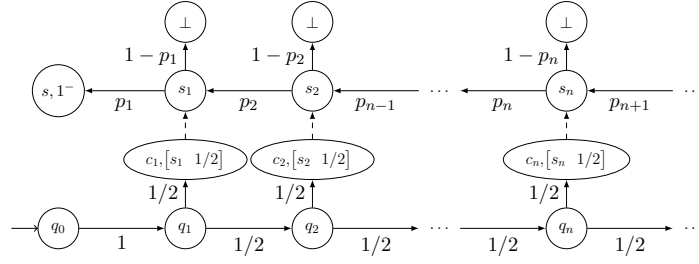 ⊥ ⊥ ⊥
1 − p₁ 1 − p₂ 1 − pₙ
s, 1⁻ s₁ s₂ ··· sₙ ··
p₁ p₂ pₙ₋₁ pₙ pₙ₊₁
c₁,[s₁ 1/2] c₂,[s₂ 1/2] cₙ,[sₙ 1/2]
1/2 1/2 1/2
q₀ q₁ q₂ ··· qₙ ··
1 1/2 1/2 1/2 1/2